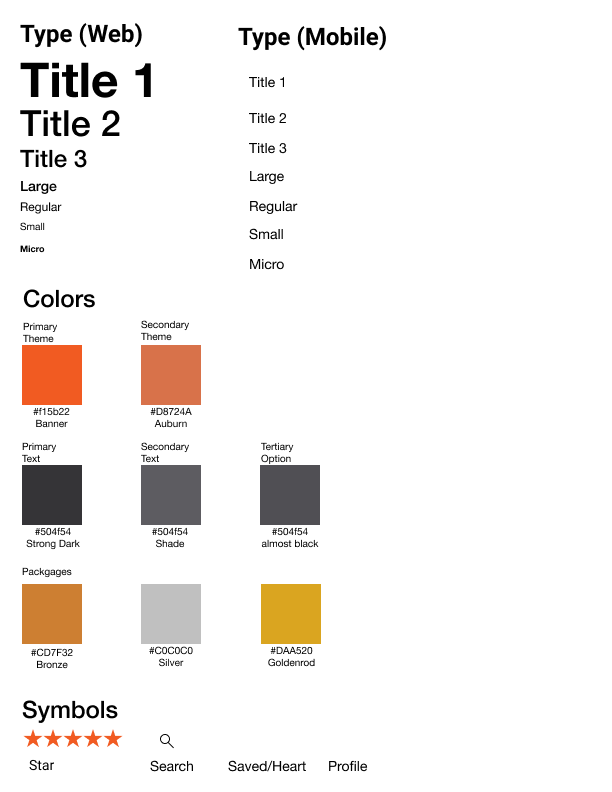 Type (Web)
Type (Mobile)
Title 1
Title 2
Title 3
Large
Regular
Small
Micro
Title 1
Title 2
Title 3
Large
Regular
Small
Micro
Colors
Primary
Theme
Secondary
Theme
#f15b22
Banner
#D8724A
Auburn
Primary
Text
Secondary
Text
Tertiary
Option
#504f54
Strong Dark
#504f54
Shade
#504f54
almost black
Packgages
#CD7F32
Bronze
#C0C0C0
Silver
#DAA520
Goldenrod
Symbols
Star
Search
Saved/Heart
Profile